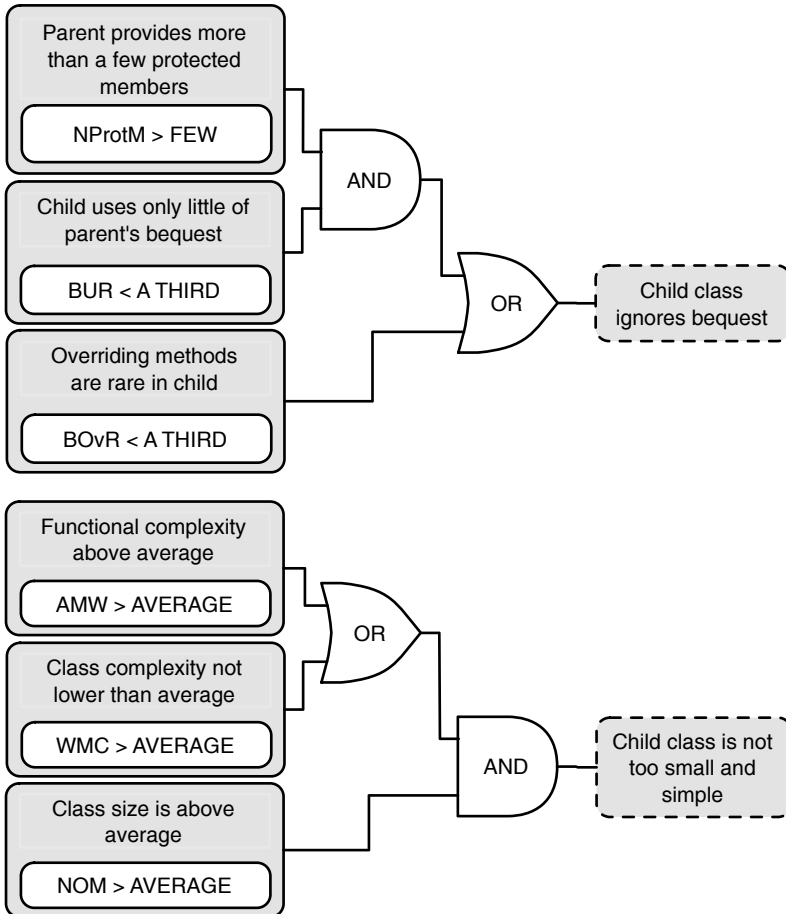 Parent provides more
than a few protected
members
NProtM > FEW
AND
Child uses only little of
parent's bequest
BUR < A THIRD
OR
Child class
ignores bequest
Overriding methods
are rare in child
BOvR < A THIRD
Functional complexity
above average
AMW > AVERAGE
OR
Class complexity not
lower than average
WMC > AVERAGE
AND
Child class is not
too small and
simple
Class size is above
average
NOM > AVERAGE